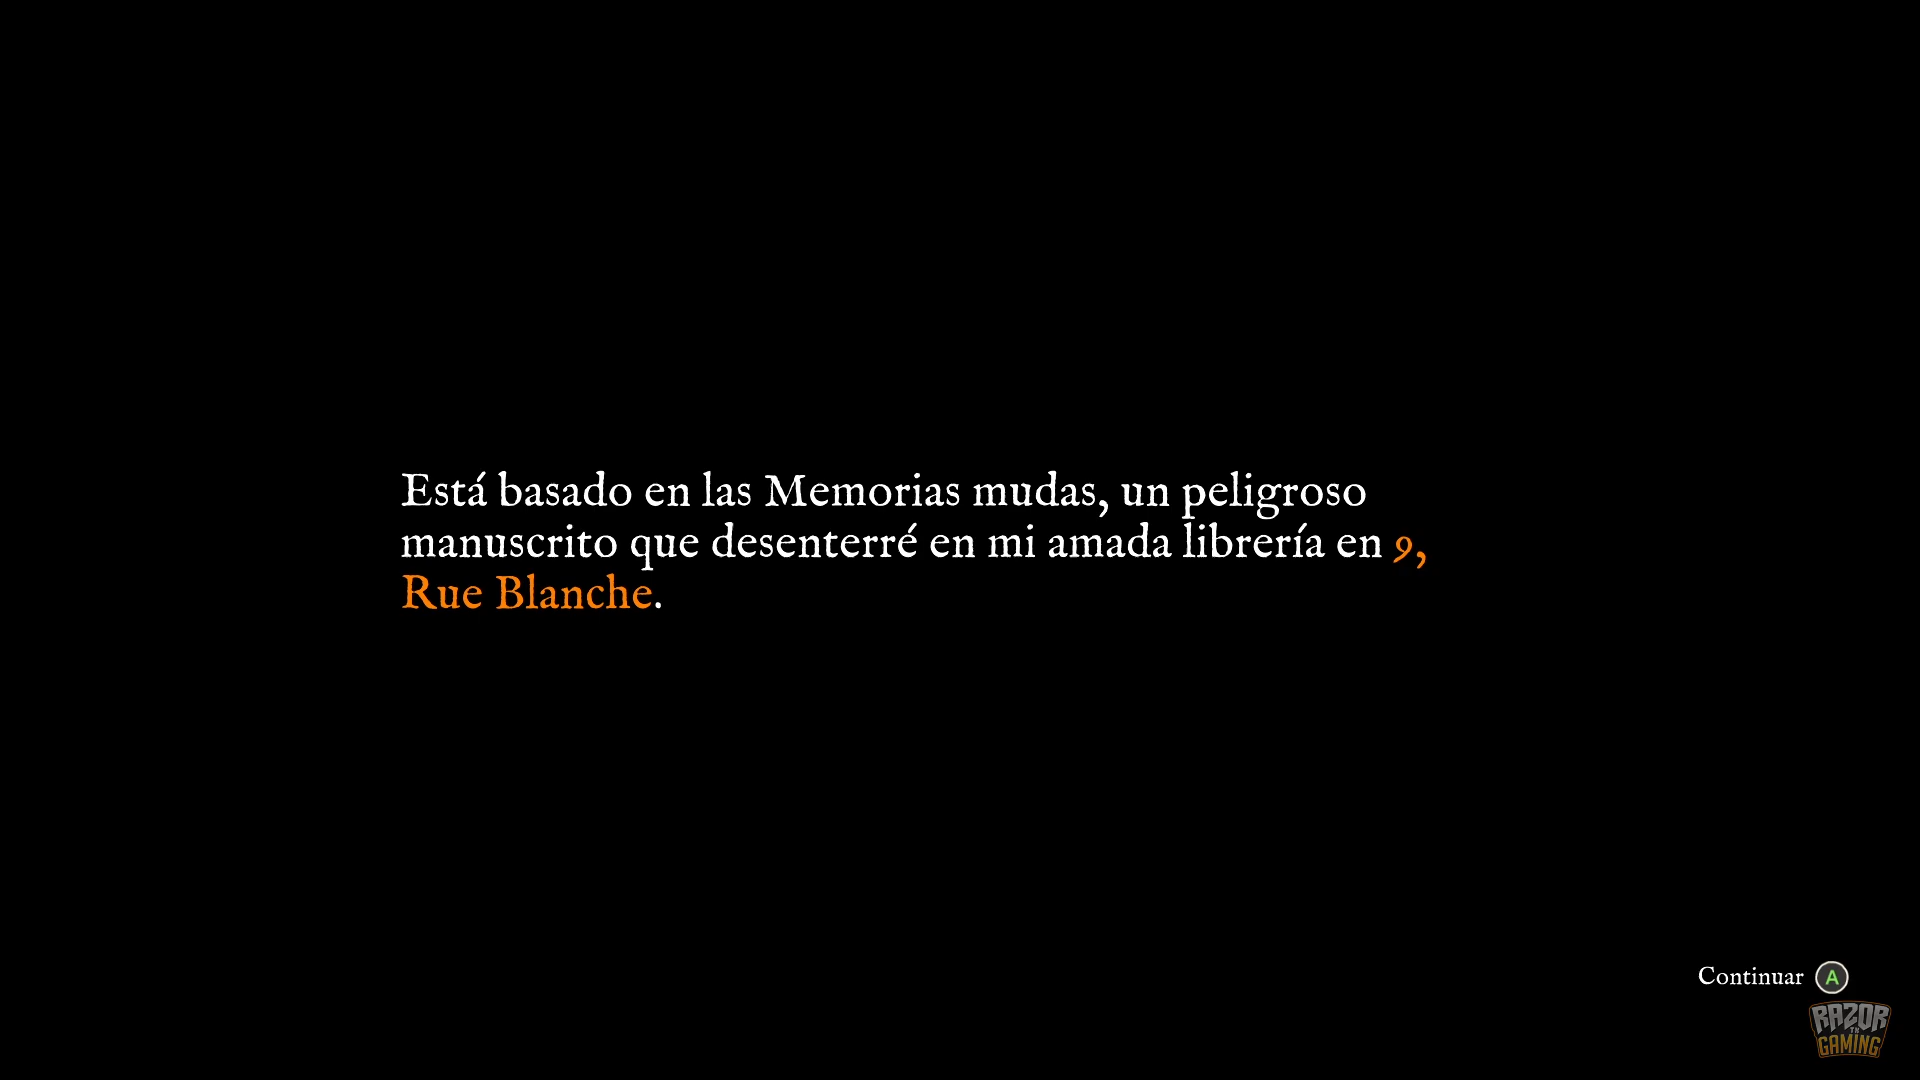 Está basado en las Memorias mudas, un peligroso
manuscrito que desenterré en mi amada librería en 9,
Rue Blanche.
Continuar A
RAZOR
TK
GAMING